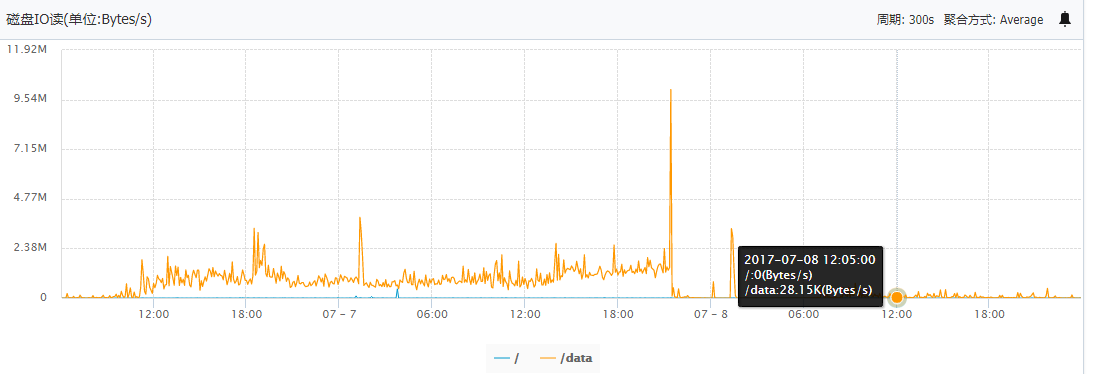 磁盘IO读(单位:Bytes/s)
周期: 300s 聚合方式: Average
11.92M
9.54M
7.15M
4.77M
2.38M
0
2017-07-08 12:05:00
/:0(Bytes/s)
/data:28.15K(Bytes/s)
12:00 18:00 07-7 06:00 12:00 18:00 07-8 06:00 12:00 18:00
/ /data